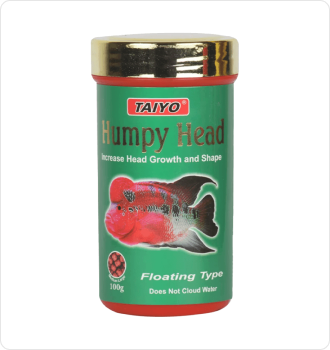 TAIYO
Humpy Head
Increase Head Growth and Shape
Floating Type
100g
Does Not Cloud Water